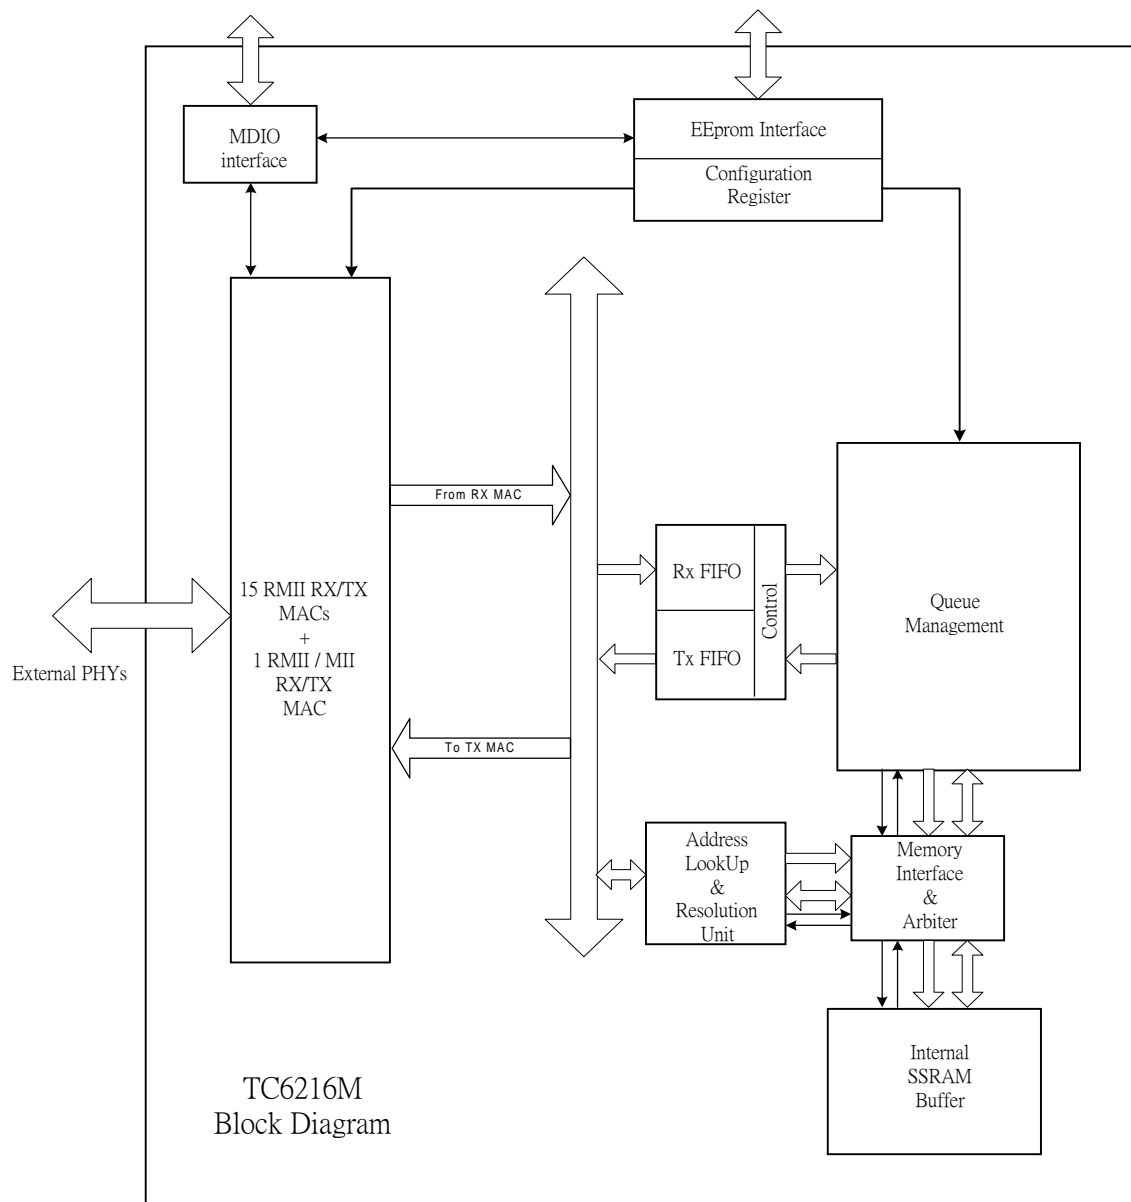 MDIO
interface
EEprom Interface
Configuration
Register
From RX MAC
15 RMII RX/TX
MACs
+
1 RMII / MII
RX/TX
MAC
External PHYs
To TX MAC
Rx FIFO
Tx FIFO
Control
Queue
Management
Address
LookUp
&
Resolution
Unit
Memory
Interface
&
Arbiter
Internal
SSRAM
Buffer
TC6216M
Block Diagram